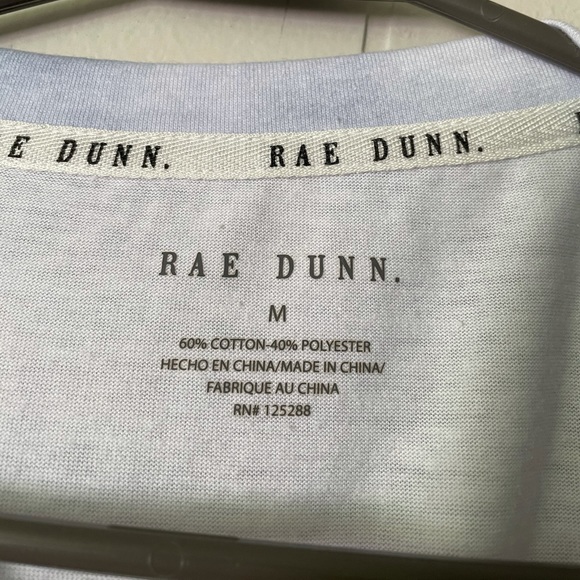 E DUNN. RAE DUNN.
RAE DUNN.
M
60% COTTON-40% POLYESTER
HECHO EN CHINA/MADE IN CHINA/
FABRIQUE AU CHINA
RN# 125288